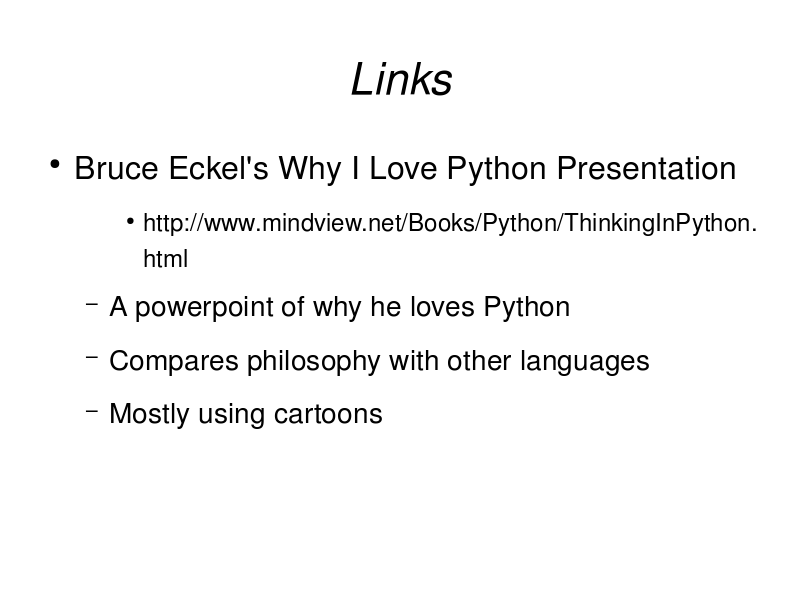 Links
• Bruce Eckel's Why I Love Python Presentation
• http://www.mindview.net/Books/Python/ThinkingInPython.
html
– A powerpoint of why he loves Python
– Compares philosophy with other languages
– Mostly using cartoons